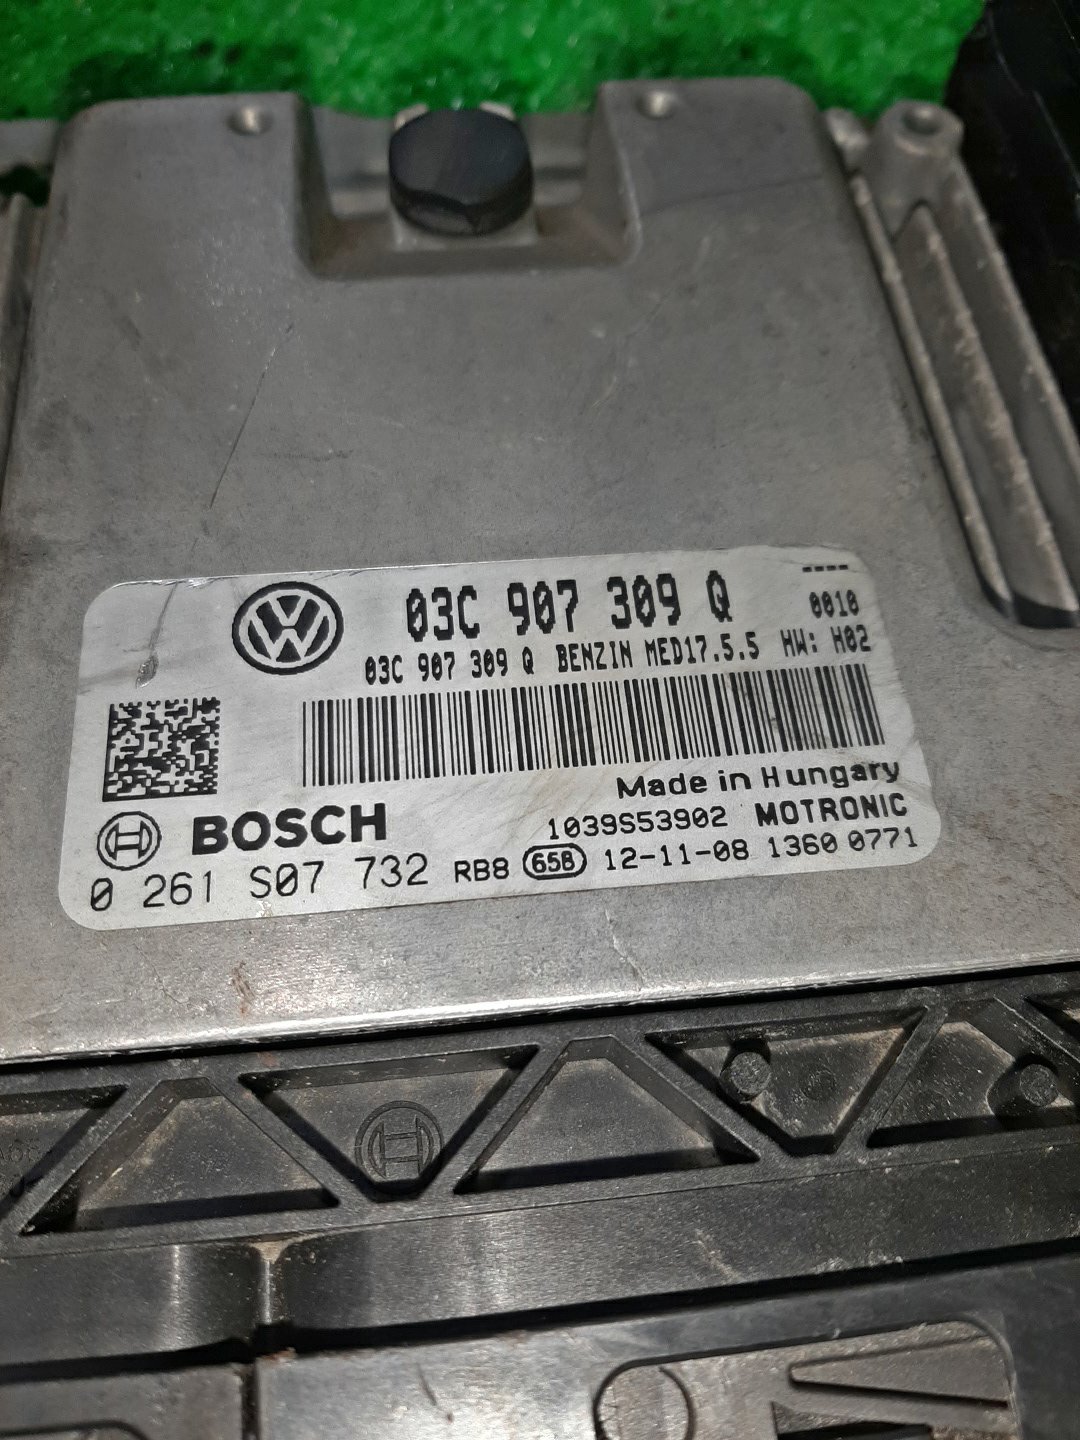 03C 907 309 Q ----
0010
03C 907 309 Q BENZIN MED17.5.5 HW: H02
Made in Hungary
BOSCH 1039S53902 MOTRONIC
0 261 S07 732 RB8 65B 12-11-08 1360 0771